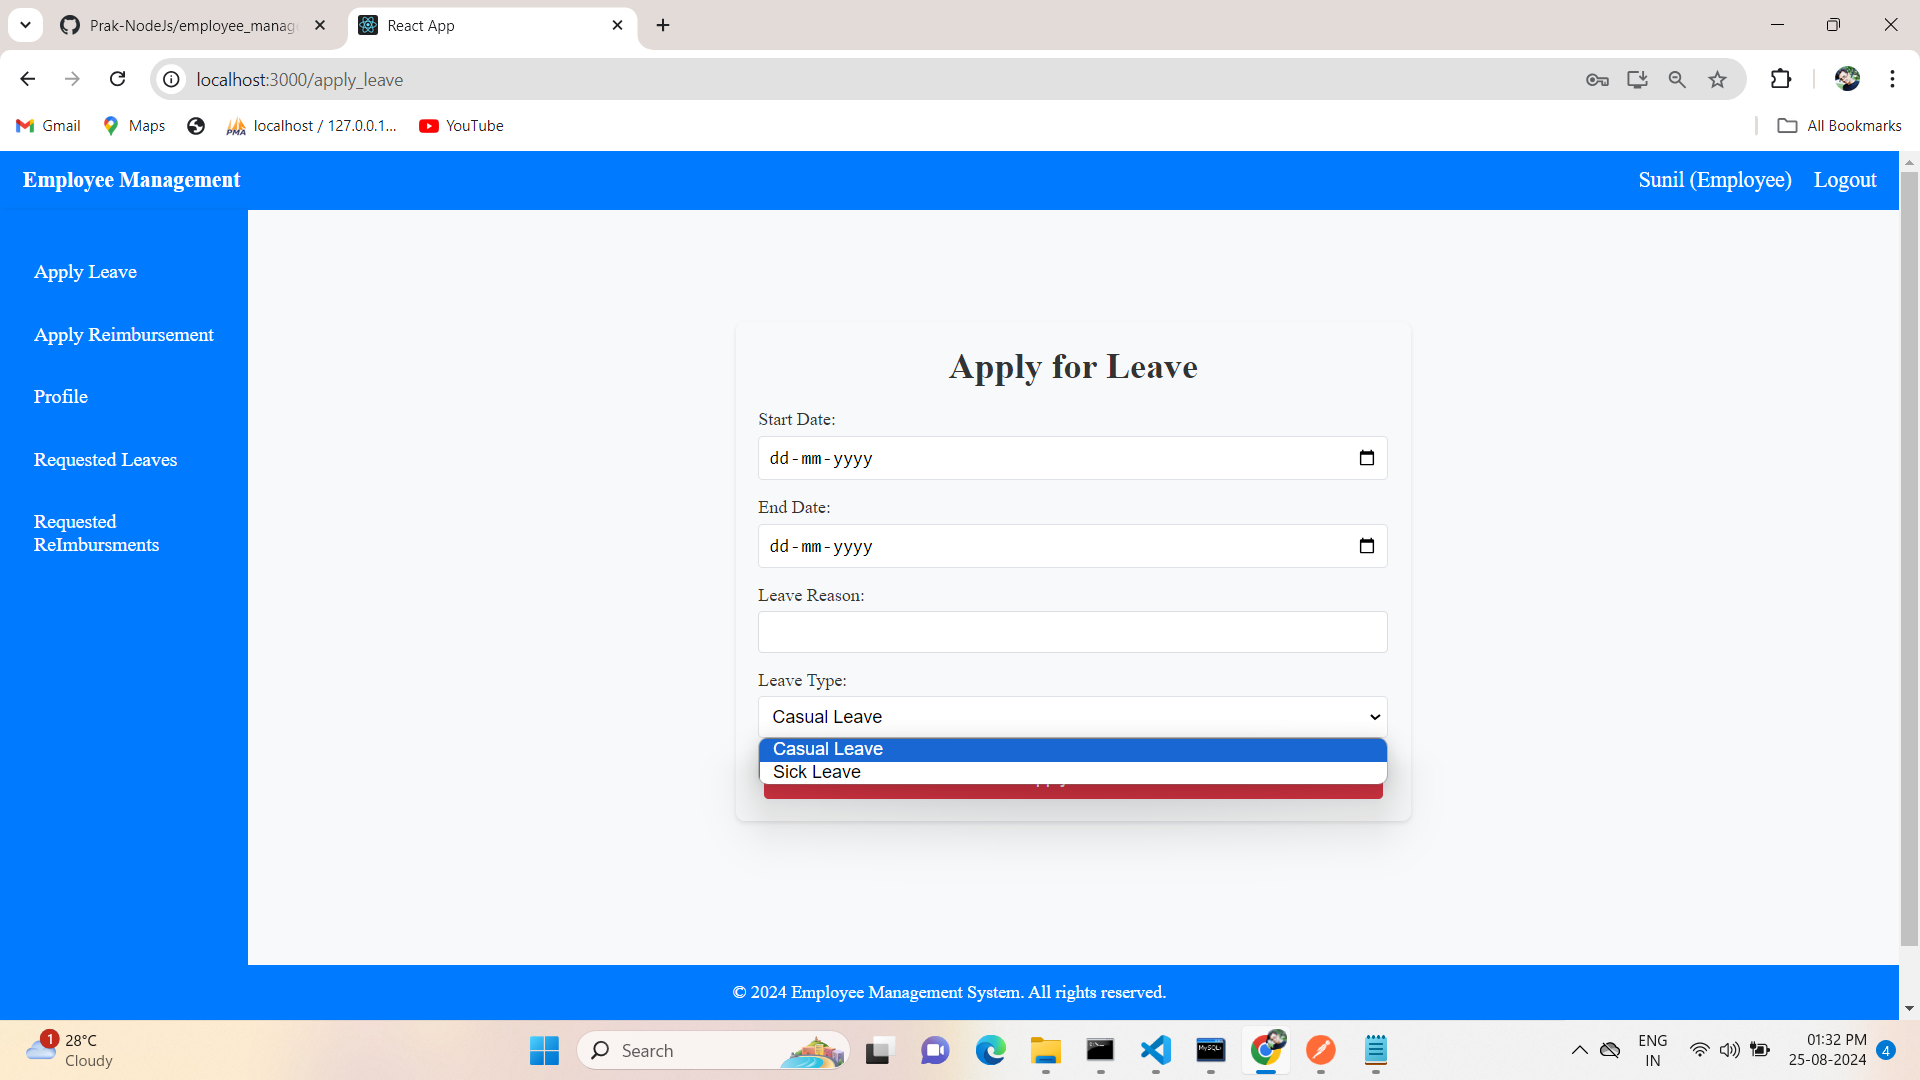 Prak-NodeJs/employee_manag
React App
localhost:3000/apply_leave
Gmail
Maps
localhost / 127.0.0.1...
YouTube
All Bookmarks
Employee Management
Sunil (Employee)
Logout
Apply Leave
Apply Reimbursement
Profile
Requested Leaves
Requested
ReImbursments
Apply for Leave
Start Date:
dd-mm-yyyy
End Date:
dd-mm-yyyy
Leave Reason:
Leave Type:
Casual Leave
Casual Leave
Sick Leave
© 2024 Employee Management System. All rights reserved.
1
28°C
Cloudy
Search
ENG
IN
01:32 PM
25-08-2024
4